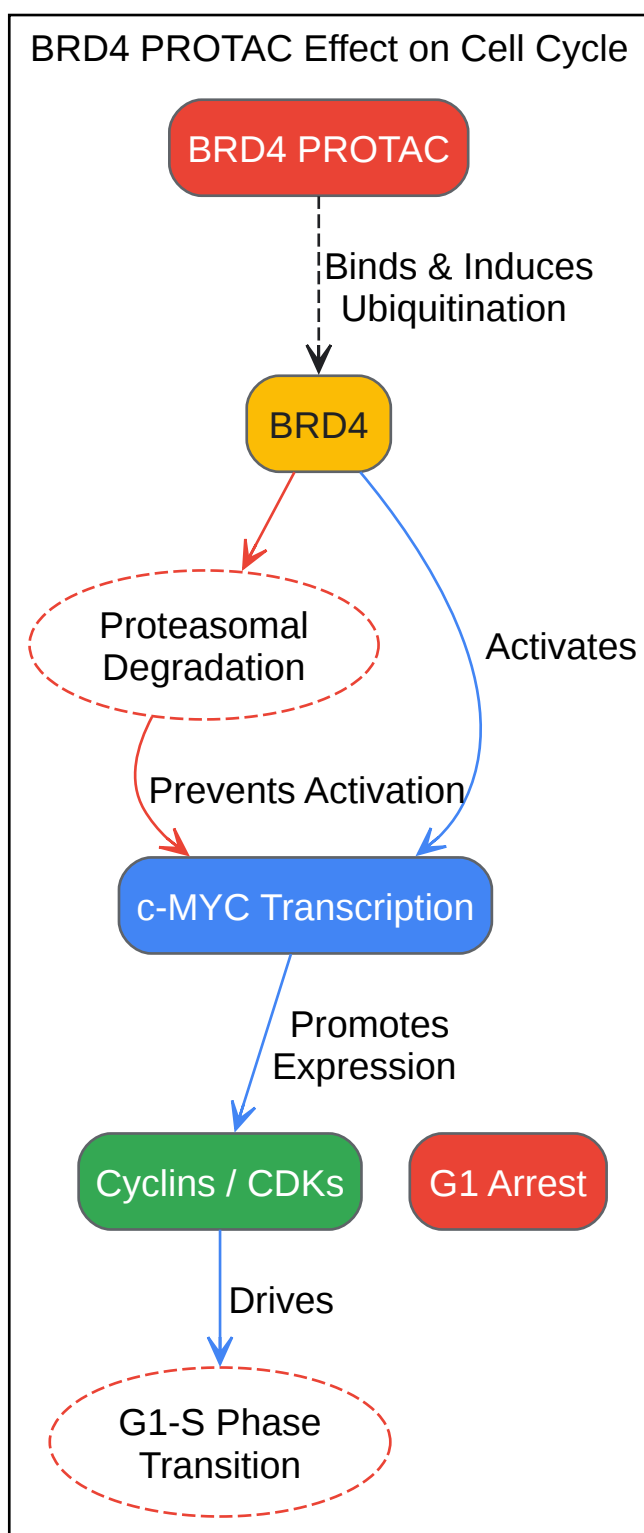 BRD4 PROTAC Effect on Cell Cycle
BRD4 PROTAC
Binds & Induces
Ubiquitination
BRD4
Proteasomal
Degradation
Activates
Prevents Activation
c-MYC Transcription
Promotes
Expression
Cyclins / CDKs
G1 Arrest
Drives
G1-S Phase
Transition